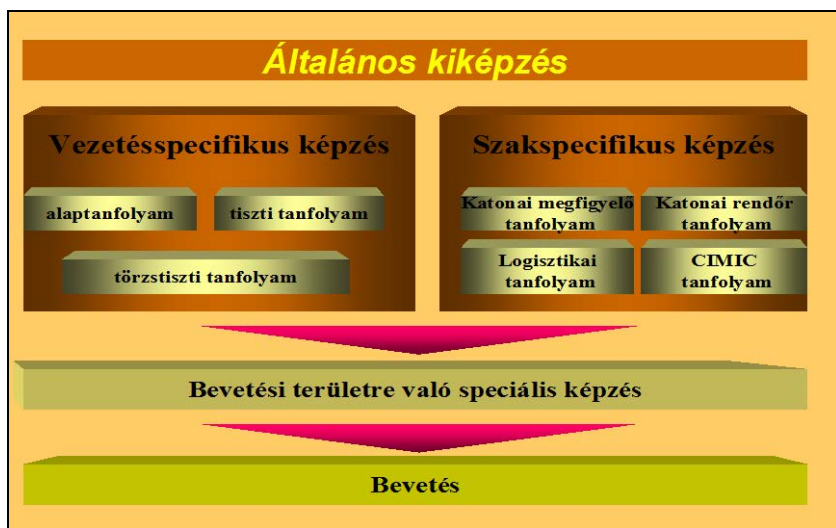 Általános kiképzés
Vezetésspecifikus képzés
alaptanfolyam
tiszti tanfolyam
törzstiszti tanfolyam
Szakspecifikus képzés
Katonai megfigyelő
tanfolyam
Katonai rendőr
tanfolyam
Logisztikai
tanfolyam
CIMIC
tanfolyam
Bevetési területre való speciális képzés
Bevetés